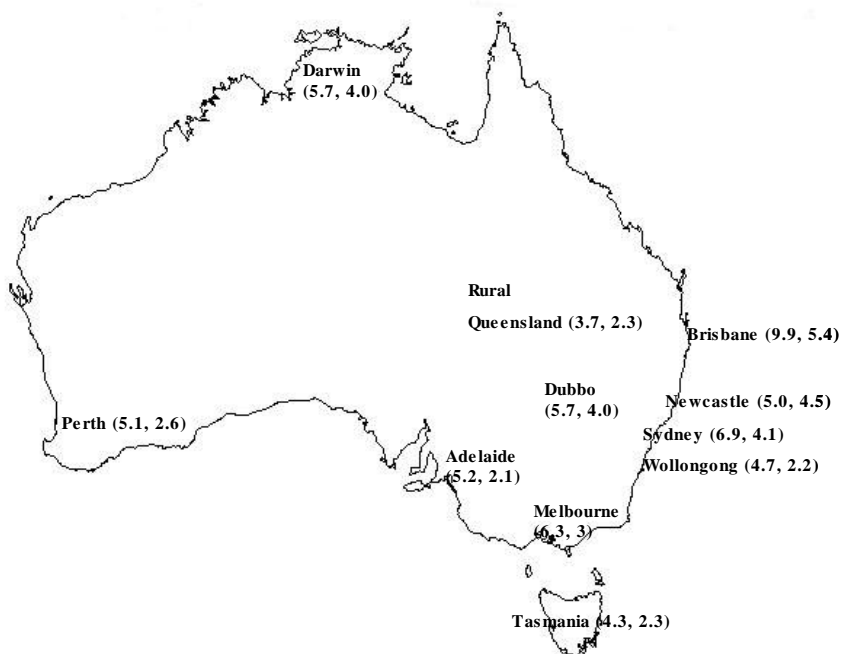 Darwin
(5.7, 4.0)
Rural
Queensland (3.7, 2.3)
Brisbane (9.9, 5.4)
Dubbo
(5.7, 4.0)
Newcastle (5.0, 4.5)
Perth (5.1, 2.6)
Sydney (6.9, 4.1)
Adelaide
(5.2, 2.1)
Wollongong (4.7, 2.2)
Melbourne
(6.3, 3)
Tasmania (4.3, 2.3)